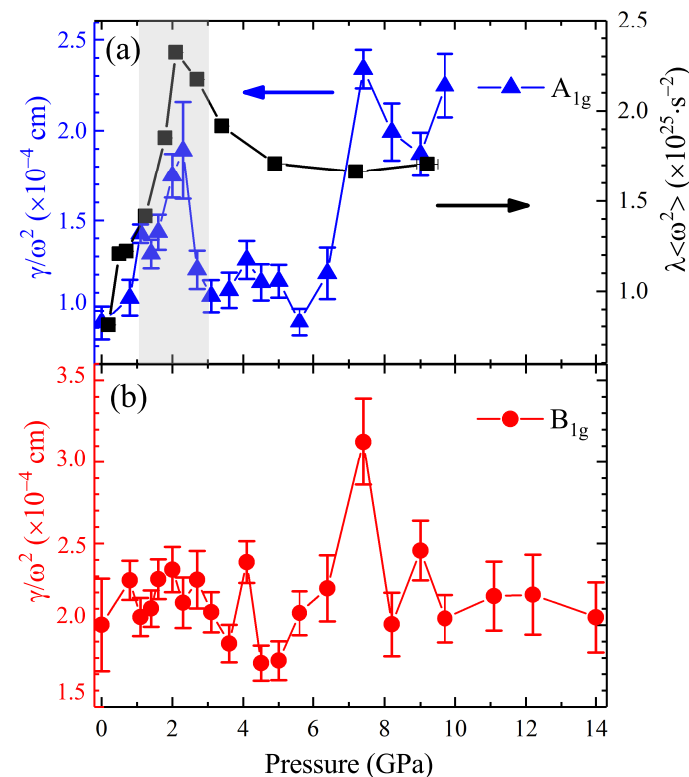 (a)
A1g
2.5
2.0
1.5
1.0
γ/ω² (×10⁻⁴ cm)
2.5
2.0
1.5
1.0
λ<ω²> (×10²⁵·s⁻²)
(b)
B1g
3.5
3.0
2.5
2.0
1.5
γ/ω² (×10⁻⁴ cm)
0 2 4 6 8 10 12 14
Pressure (GPa)